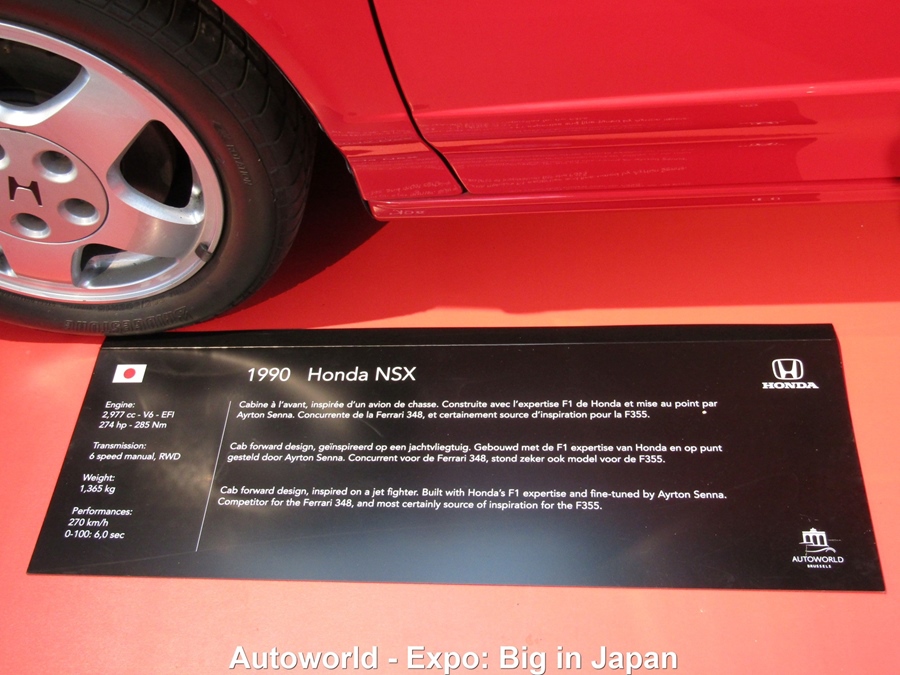 1990 Honda NSX
HONDA
Engine:
2,977 cc - V6 - EFI
274 hp - 285 Nm
Transmission:
6 speed manual, RWD
Weight:
1,365 kg
Performances:
270 km/h
0-100: 6,0 sec
Cabine à l'avant, inspirée d'un avion de chasse. Construite avec l'expertise F1 de Honda et mise au point par
Ayrton Senna. Concurrente de la Ferrari 348, et certainement source d'inspiration pour la F355.
Cab forward design, geïnspireerd op een jachtvliegtuig. Gebouwd met de F1 expertise van Honda en op punt
gesteld door Ayrton Senna. Concurrent voor de Ferrari 348, stond zeker ook model voor de F355.
Cab forward design, inspired on a jet fighter. Built with Honda's F1 expertise and fine-tuned by Ayrton Senna.
Competitor for the Ferrari 348, and most certainly source of inspiration for the F355.
AUTOWORLD
BRUSSELS
Autoworld - Expo: Big in Japan